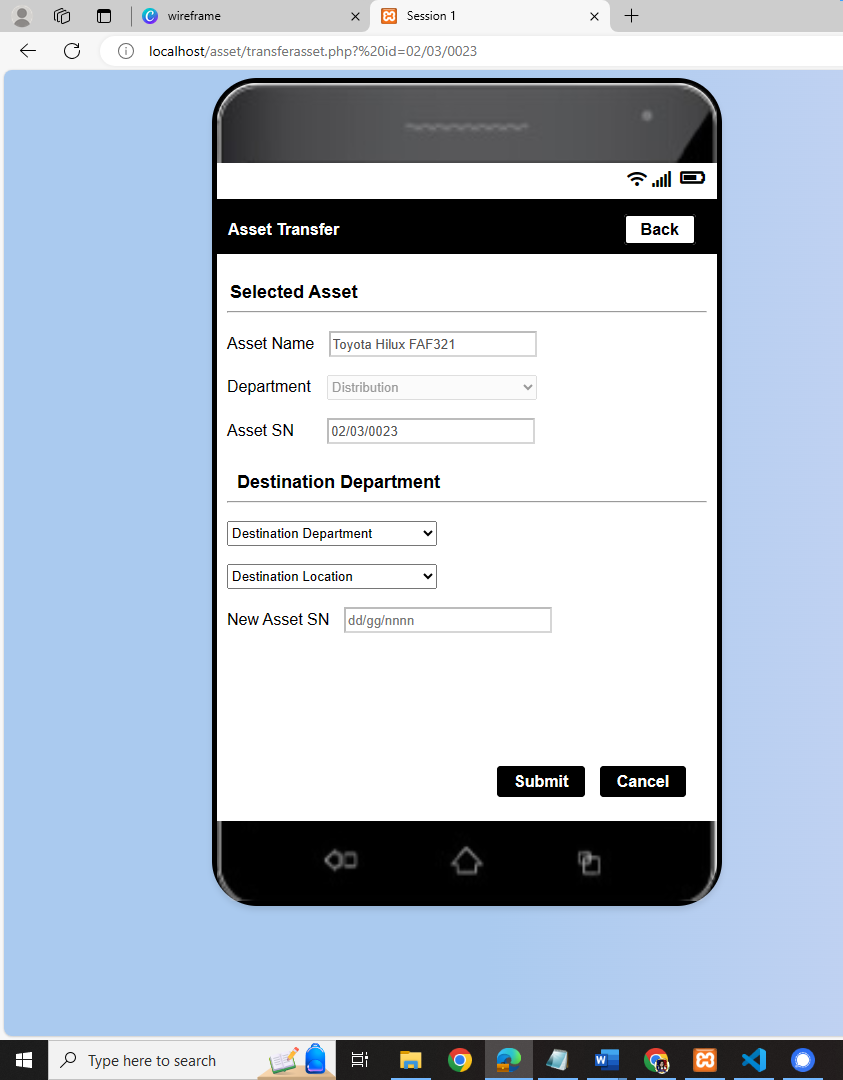 wireframe
Session 1
localhost/asset/transferasset.php?%20id=02/03/0023
Asset Transfer
Back
Selected Asset
Asset Name Toyota Hilux FAF321
Department Distribution
Asset SN 02/03/0023
Destination Department
Destination Department
Destination Location
New Asset SN dd/gg/nnnn
Submit Cancel
Type here to search